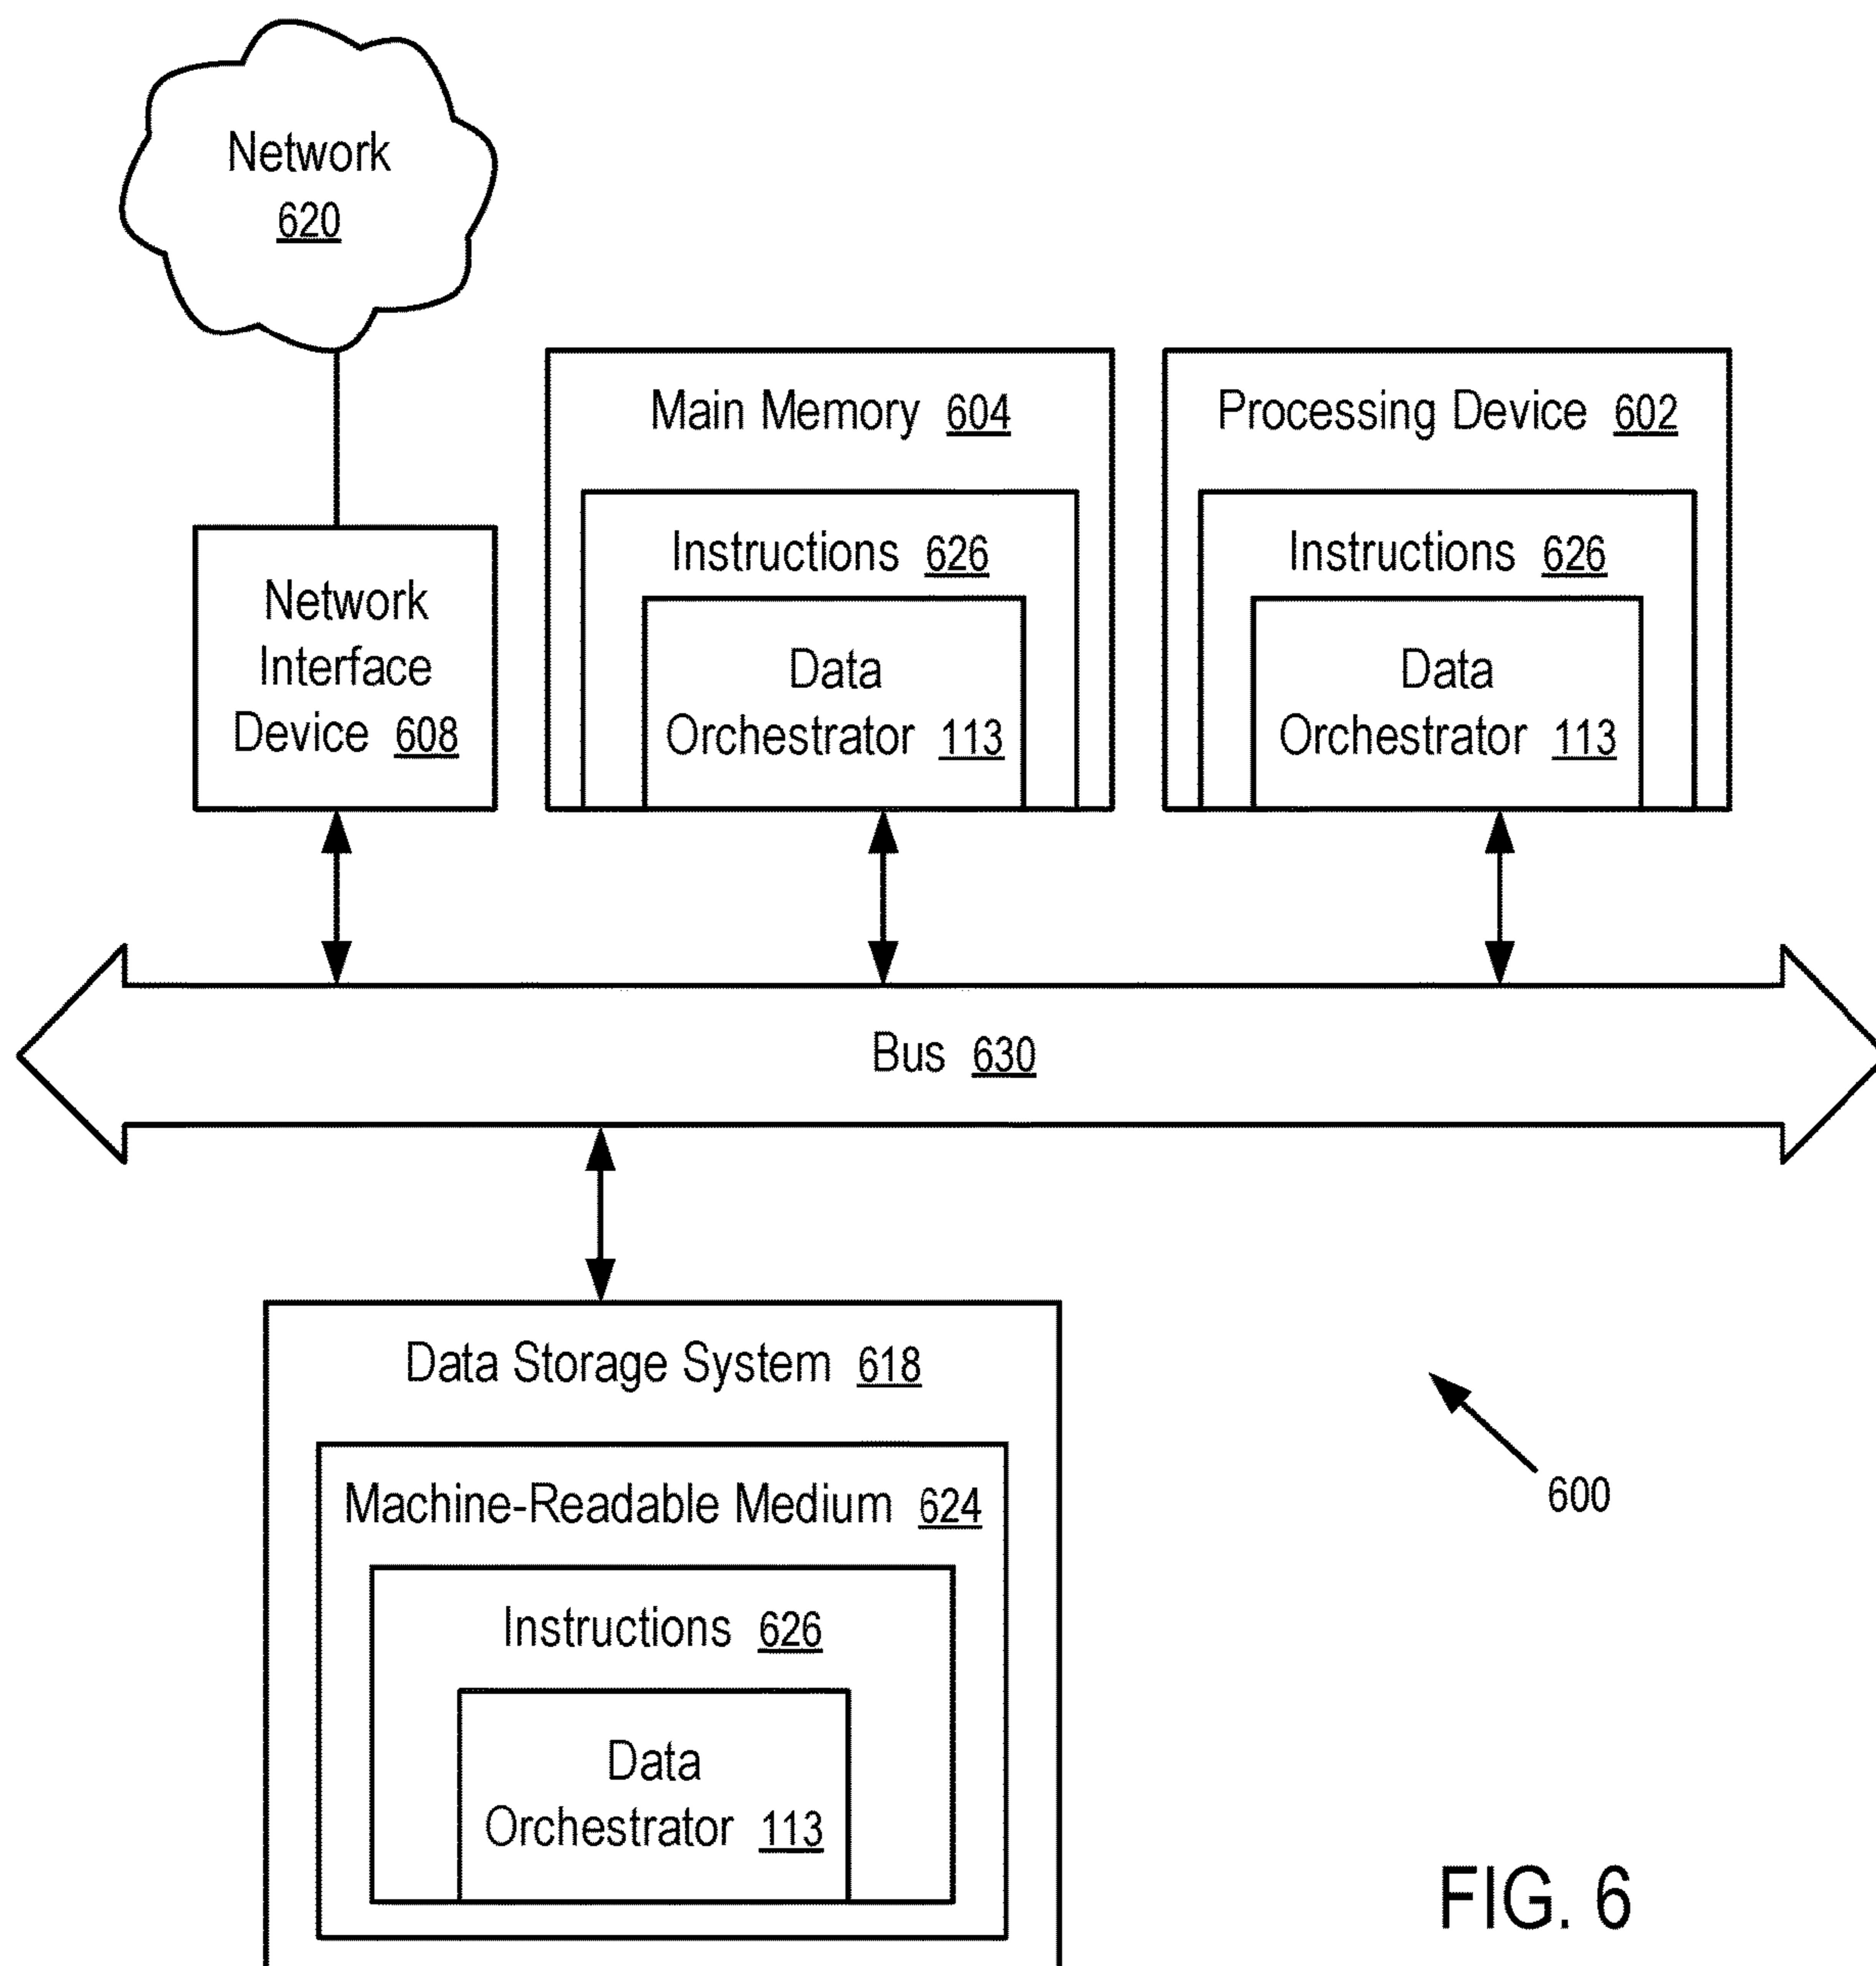 Network
620
Main Memory 604
Instructions 626
Data
Orchestrator 113
Processing Device 602
Instructions 626
Data
Orchestrator 113
Network
Interface
Device 608
Bus 630
Data Storage System 618
Machine-Readable Medium 624
Instructions 626
Data
Orchestrator 113
600
FIG. 6